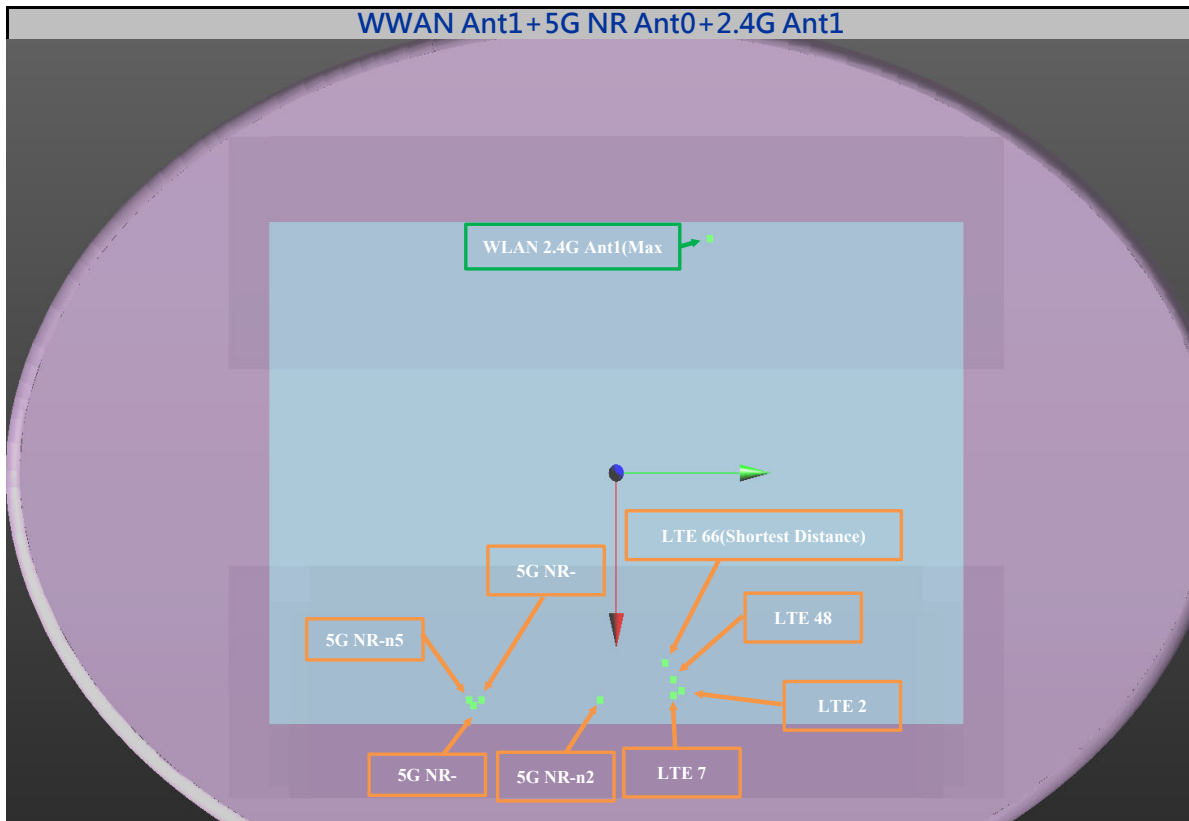 WWAN Ant1+5G NR Ant0+2.4G Ant1
WLAN 2.4G Ant1(Max
LTE 66(Shortest Distance)
5G NR-
LTE 48
5G NR-n5
LTE 2
5G NR-
5G NR-n2
LTE 7